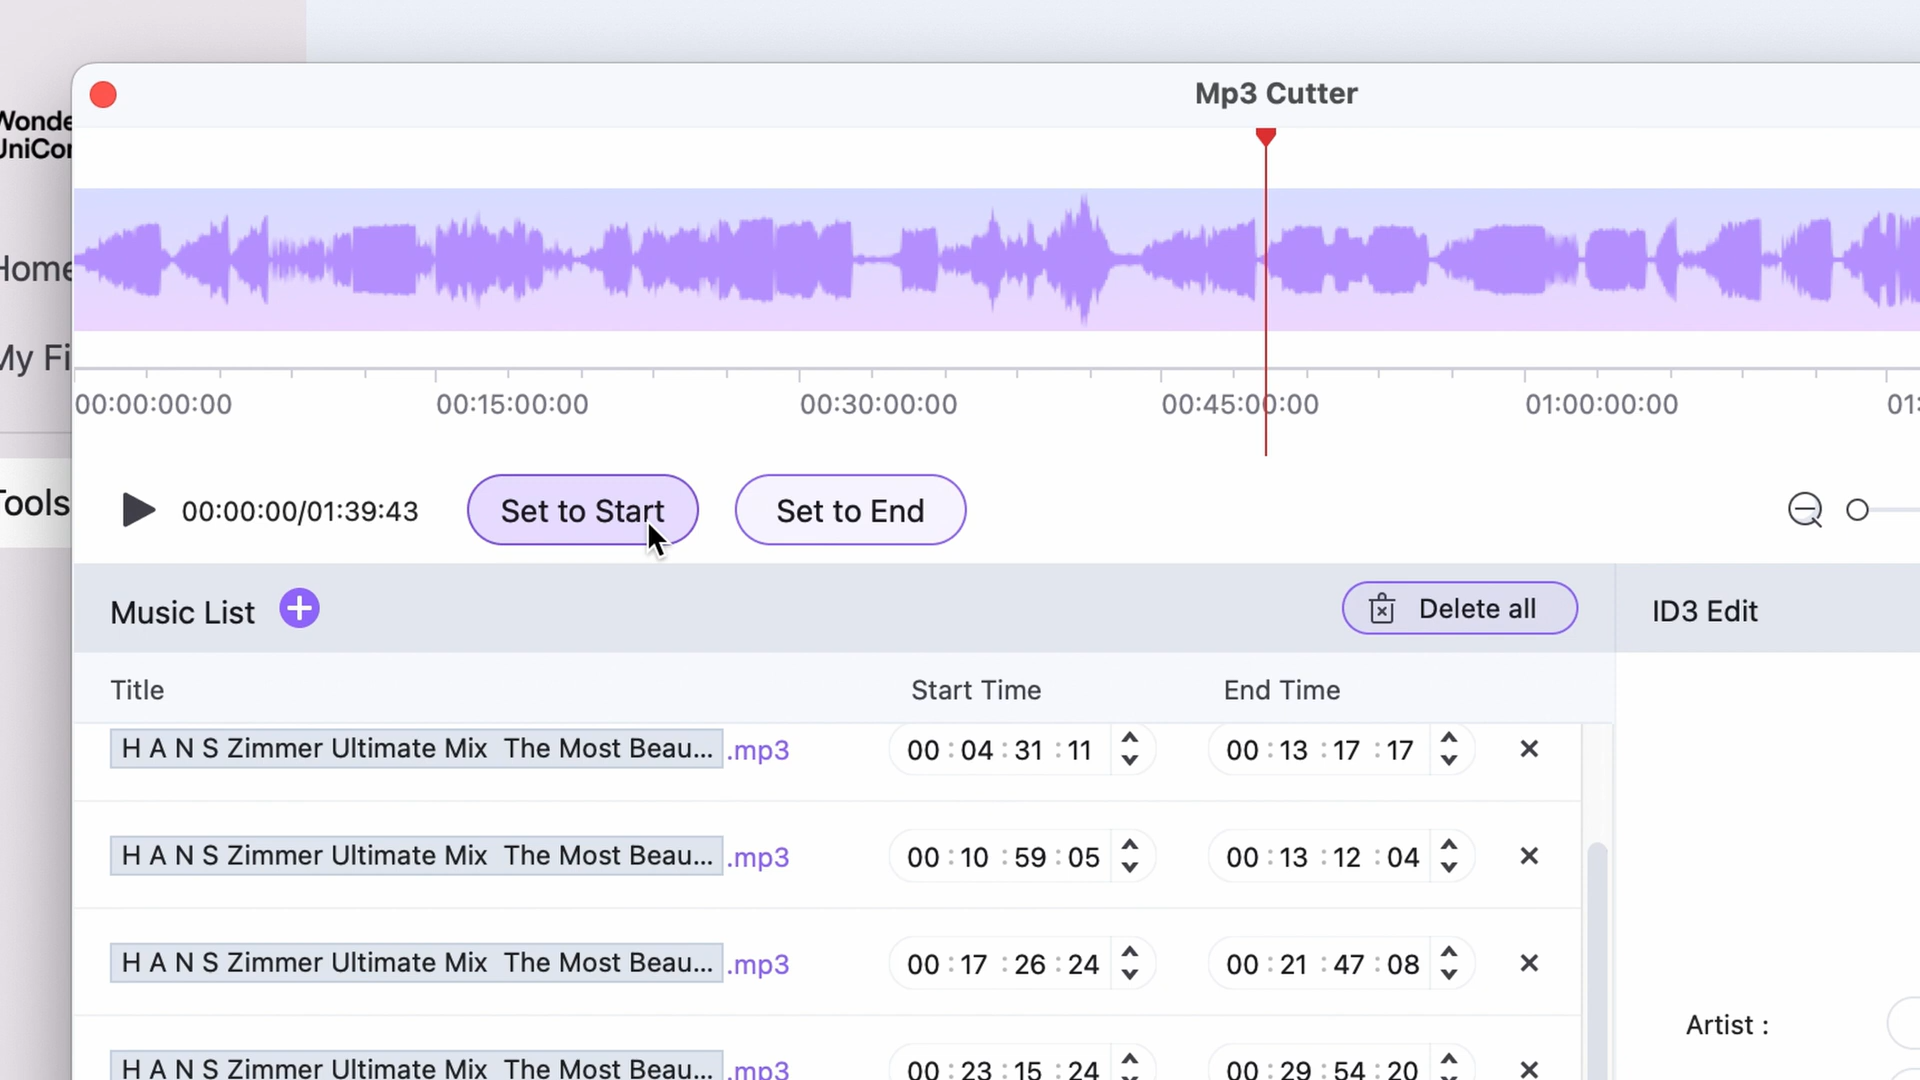 Mp3 Cutter
Wonde
UniCor
Home
My Fi
Tools
00:00:00:00 00:15:00:00 00:30:00:00 00:45:00:00 01:00:00:00 01:
00:00:00/01:39:43 Set to Start Set to End
Music List Delete all ID3 Edit
Title Start Time End Time
H A N S Zimmer Ultimate Mix The Most Beau... .mp3 00 : 04 : 31 : 11 00 : 13 : 17 : 17
H A N S Zimmer Ultimate Mix The Most Beau... .mp3 00 : 10 : 59 : 05 00 : 13 : 12 : 04
H A N S Zimmer Ultimate Mix The Most Beau... .mp3 00 : 17 : 26 : 24 00 : 21 : 47 : 08
Artist :
H A N S Zimmer Ultimate Mix The Most Beau... .mp3 00 : 23 : 15 : 24 00 : 29 : 54 : 20